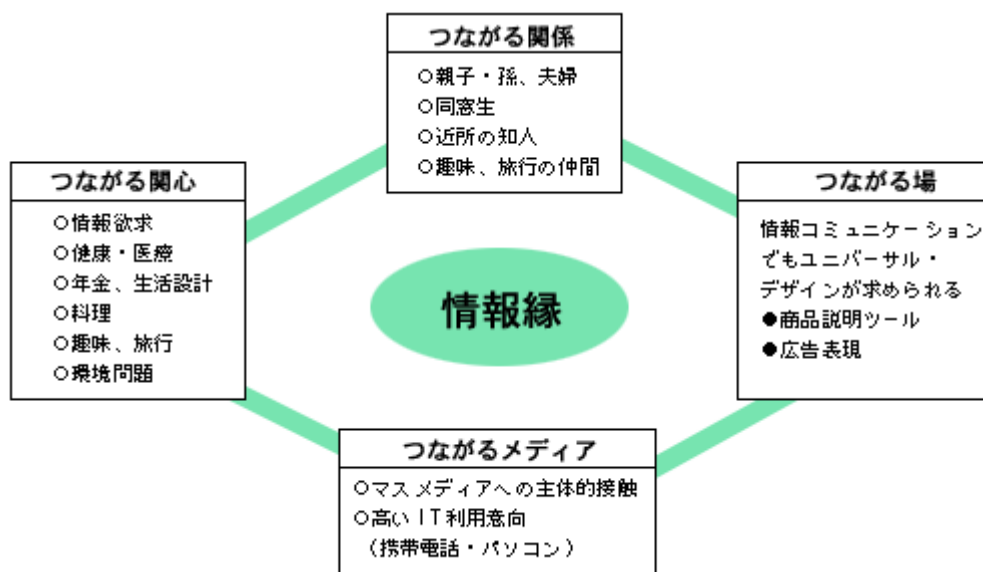 つながる関係
○親子・孫、夫婦
○同窓生
○近所の知人
○趣味、旅行の仲間
つながる関心
○情報欲求
○健康・医療
○年金、生活設計
○料理
○趣味、旅行
○環境問題
情報縁
つながる場
情報コミュニケーション
でもユニバーサル・
デザインが求められる
●商品説明ツール
●広告表現
つながるメディア
○マスメディアへの主体的接触
○高いIT利用意向
(携帯電話・パソコン)